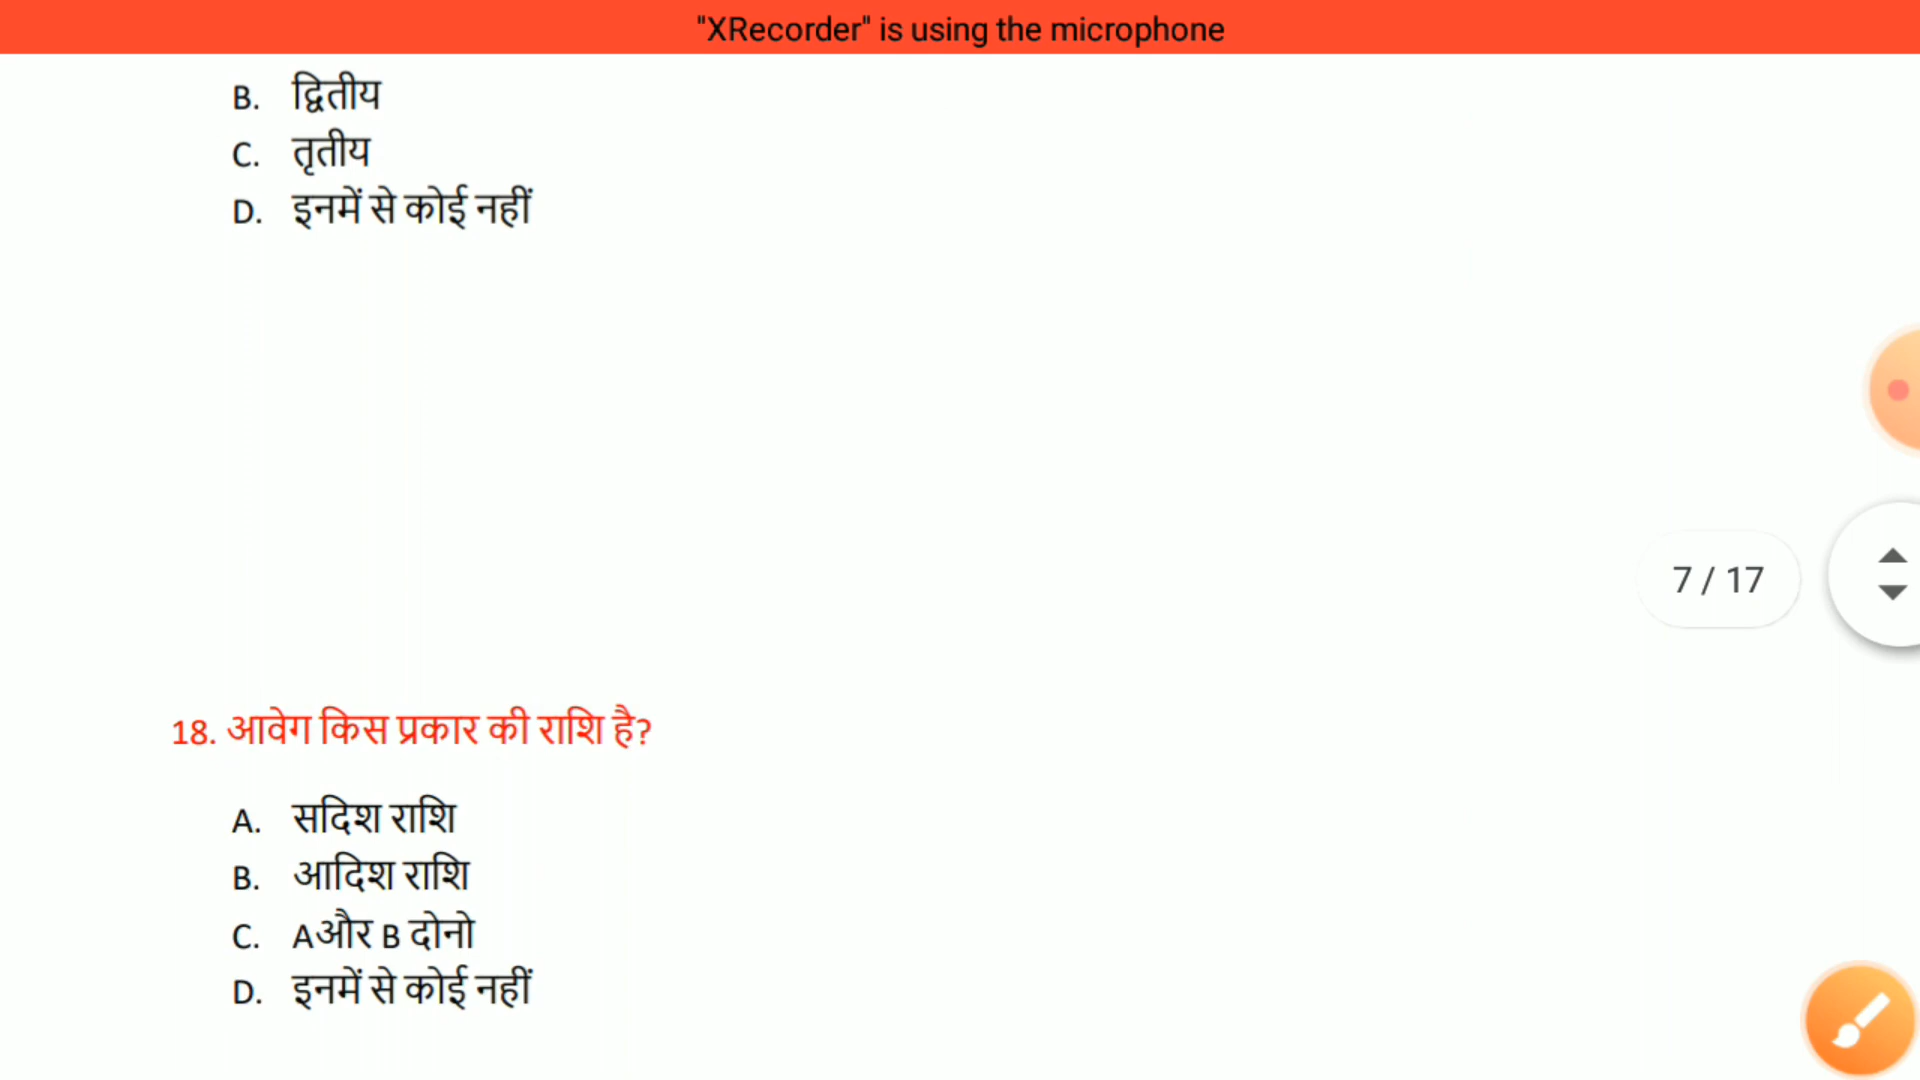 "XRecorder" is using the microphone
B. द्वितीय
C. तृतीय
D. इनमें से कोई नहीं
7 / 17
18. आवेग किस प्रकार की राशि है?
A. सदिश राशि
B. आदिश राशि
C. Aऔर B दोनो
D. इनमें से कोई नहीं